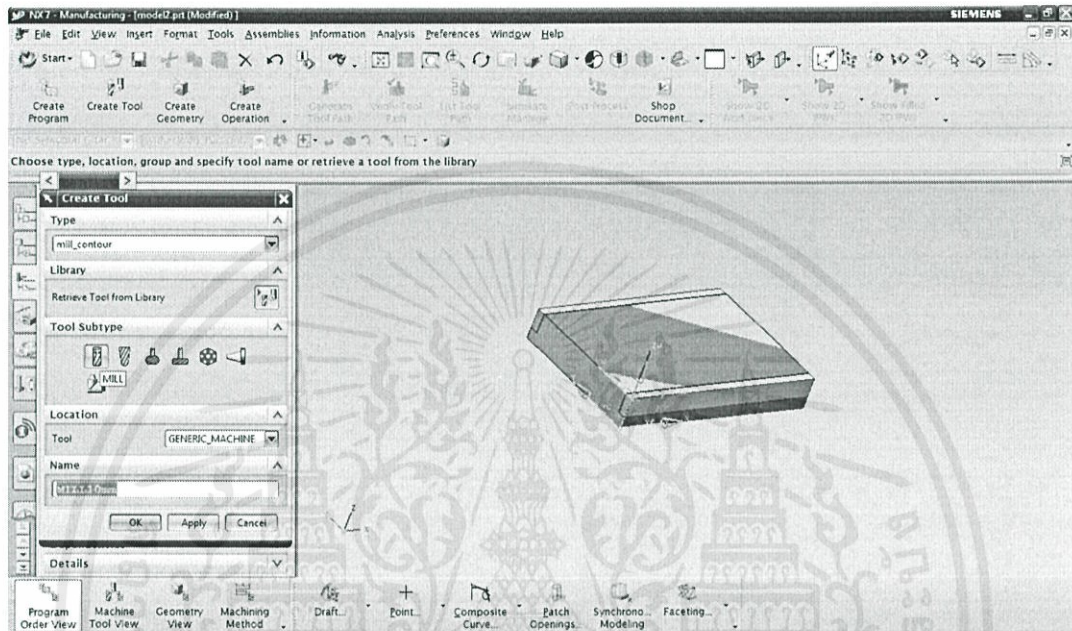 NX7 - Manufacturing - [model2.prt (Modified) ]
SIEMENS
File Edit View Insert Format Tools Assemblies Information Analysis Preferences Window Help
Start
Create Program
Create Tool
Create Geometry
Create Operation
Shop Document...
Choose type, location, group and specify tool name or retrieve a tool from the library
Create Tool
Type
mill_contour
Library
Retrieve Tool from Library
Tool Subtype
MILL
Location
Tool
GENERIC_MACHINE
Name
OK
Apply
Cancel
Details
Program Order View
Machine Tool View
Geometry View
Machining Method
Draft...
Point...
Composite Curve...
Patch Openings...
Synchrono... Modeling
Faceting...